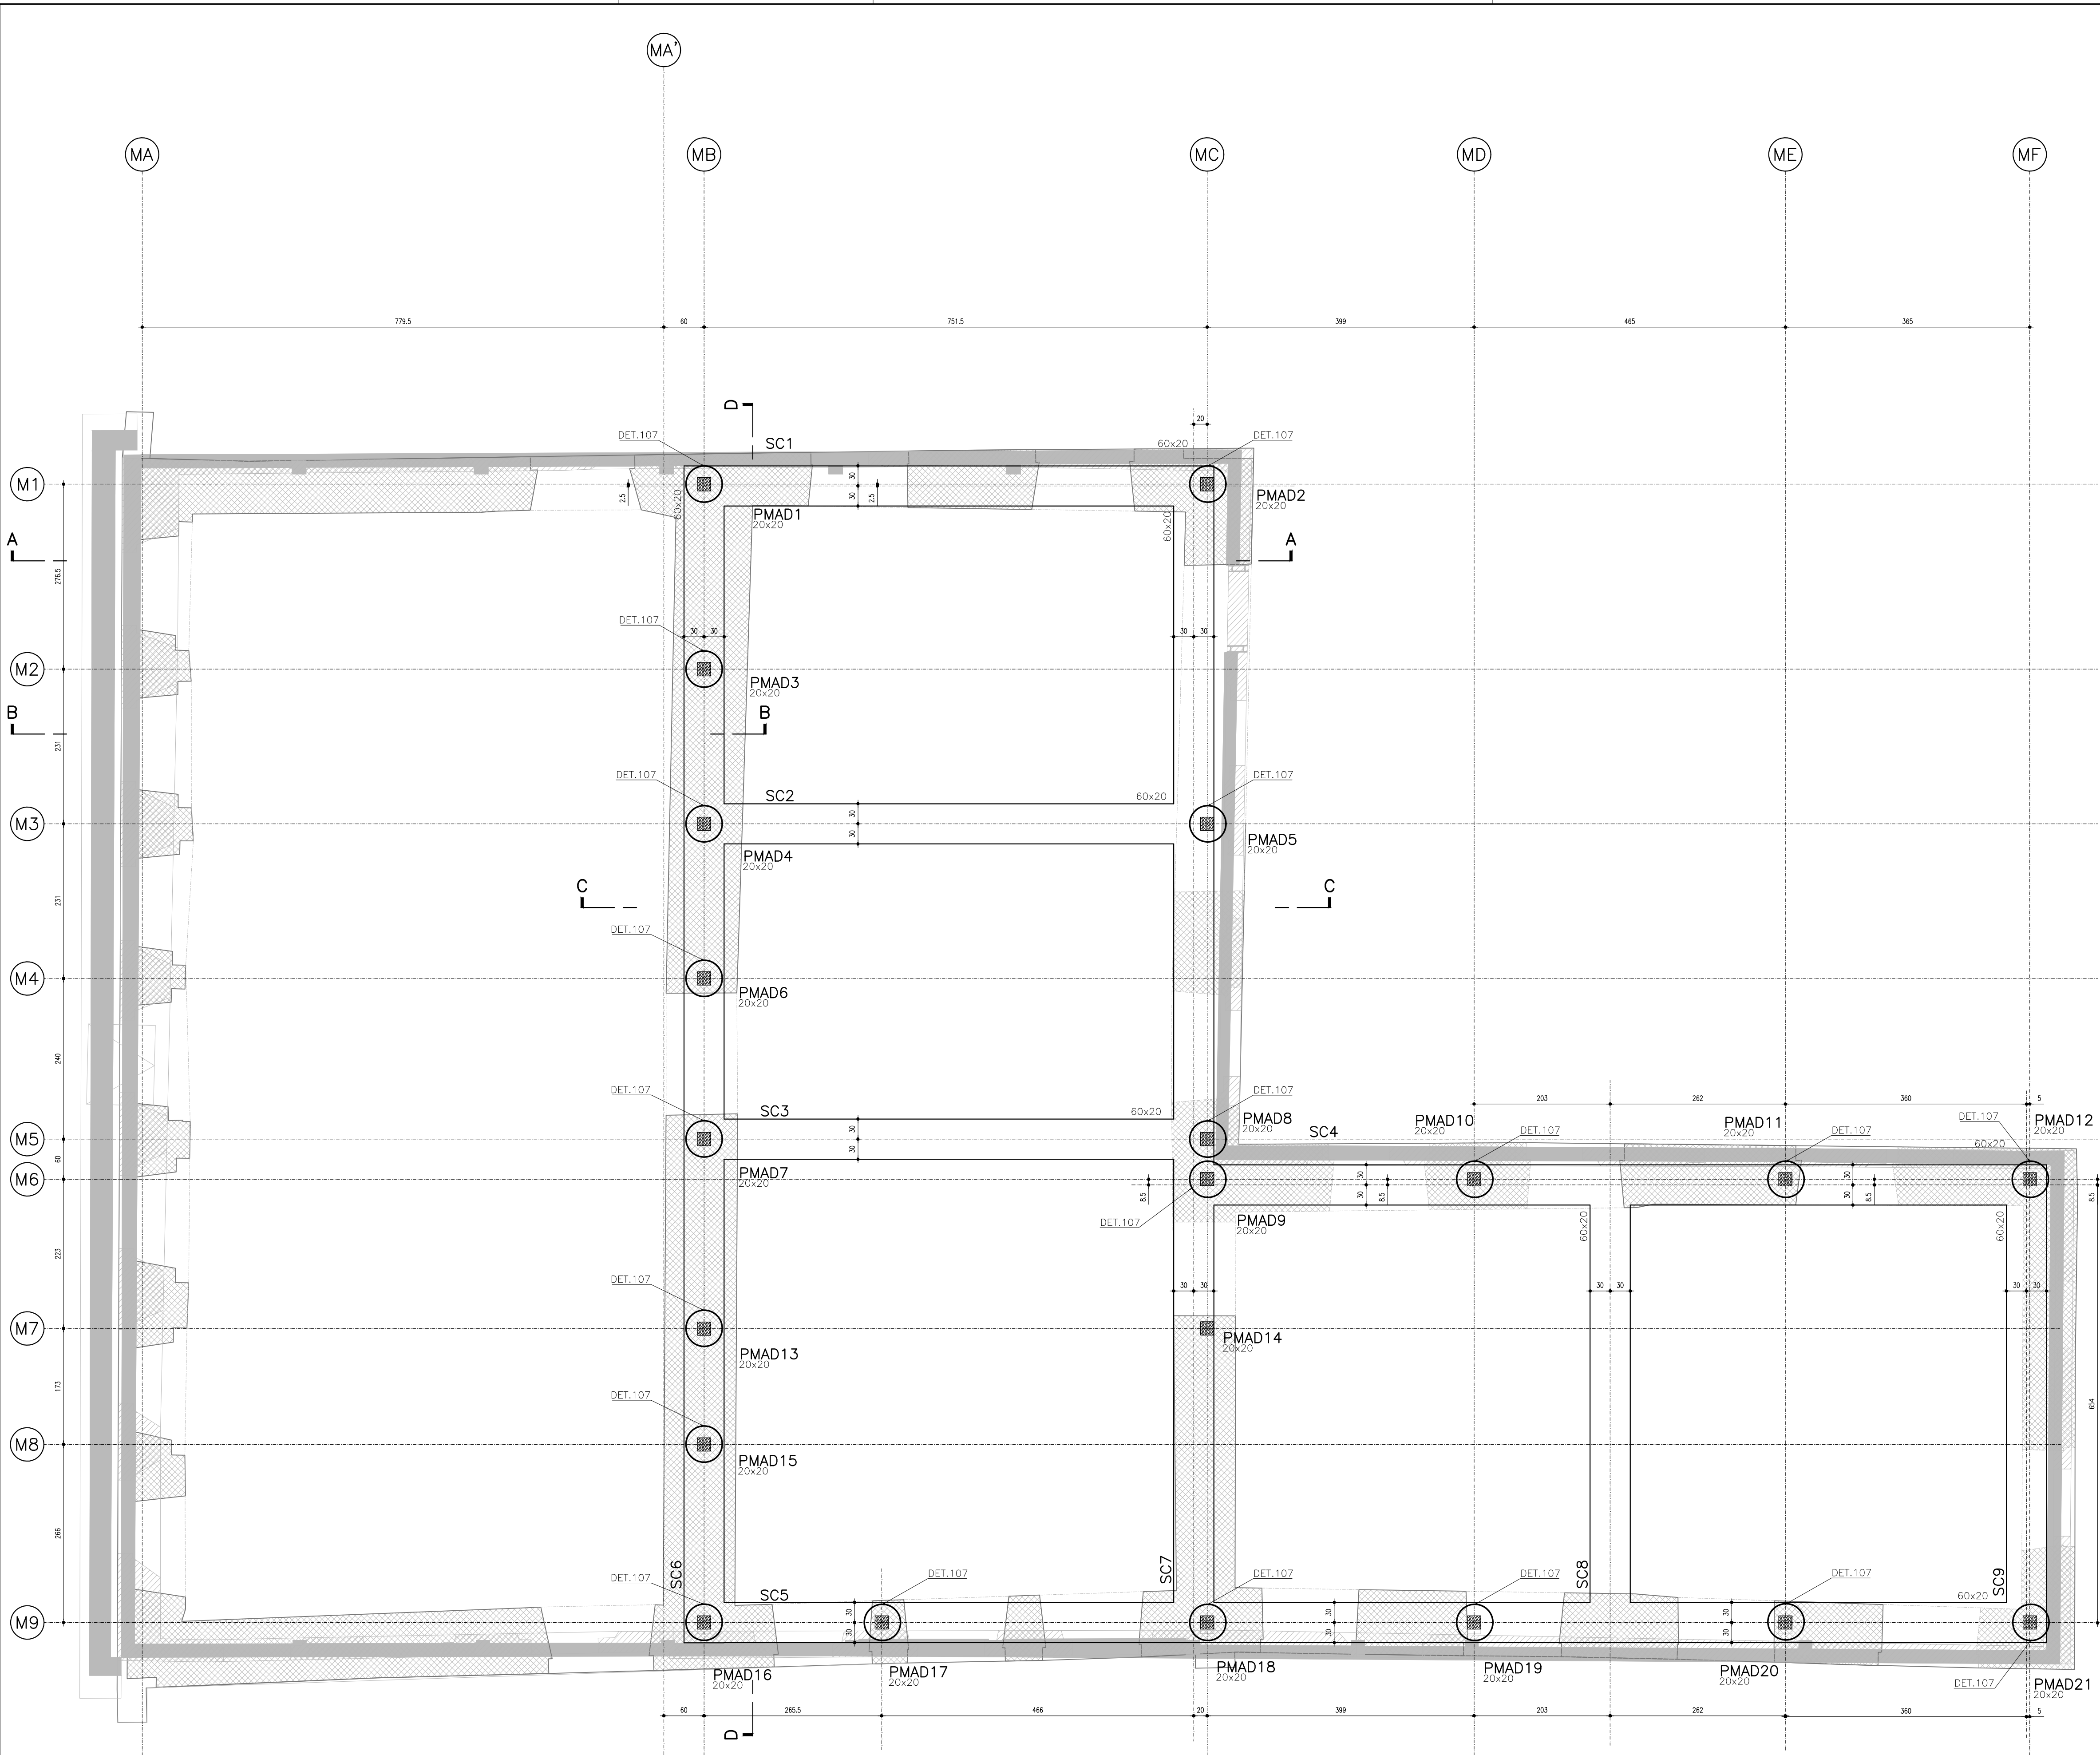 MA'
MA
MB
MC
MD
ME
MF
779.5
60
751.5
399
465
365
D
20
DET.107
SC1
60x20
DET.107
M1
2.5
60x20
30
30
2.5
PMAD1
20x20
60x20
PMAD2
20x20
A
A
276.5
DET.107
30
30
30
30
M2
PMAD3
20x20
B
B
231
DET.107
DET.107
SC2
60x20
M3
30
30
PMAD4
20x20
PMAD5
20x20
C
C
231
DET.107
M4
PMAD6
20x20
240
DET.107
DET.107
SC3
60x20
203
262
360
5
PMAD8
20x20
PMAD10
20x20
PMAD11
20x20
DET.107
PMAD12
20x20
SC4
DET.107
DET.107
60x20
M5
30
30
60
PMAD7
20x20
M6
8.5
30
30
8.5
30
30
8.5
8.5
DET.107
PMAD9
20x20
60x20
60x20
223
DET.107
30
30
30
30
30
30
M7
PMAD14
20x20
PMAD13
20x20
173
DET.107
654
M8
PMAD15
20x20
266
DET.107
SC6
SC5
DET.107
SC7
DET.107
SC8
DET.107
SC9
60x20
M9
30
30
30
30
30
30
PMAD16
20x20
PMAD17
20x20
PMAD18
20x20
PMAD19
20x20
PMAD20
20x20
DET.107
PMAD21
20x20
60
265.5
466
20
399
203
262
360
5
D